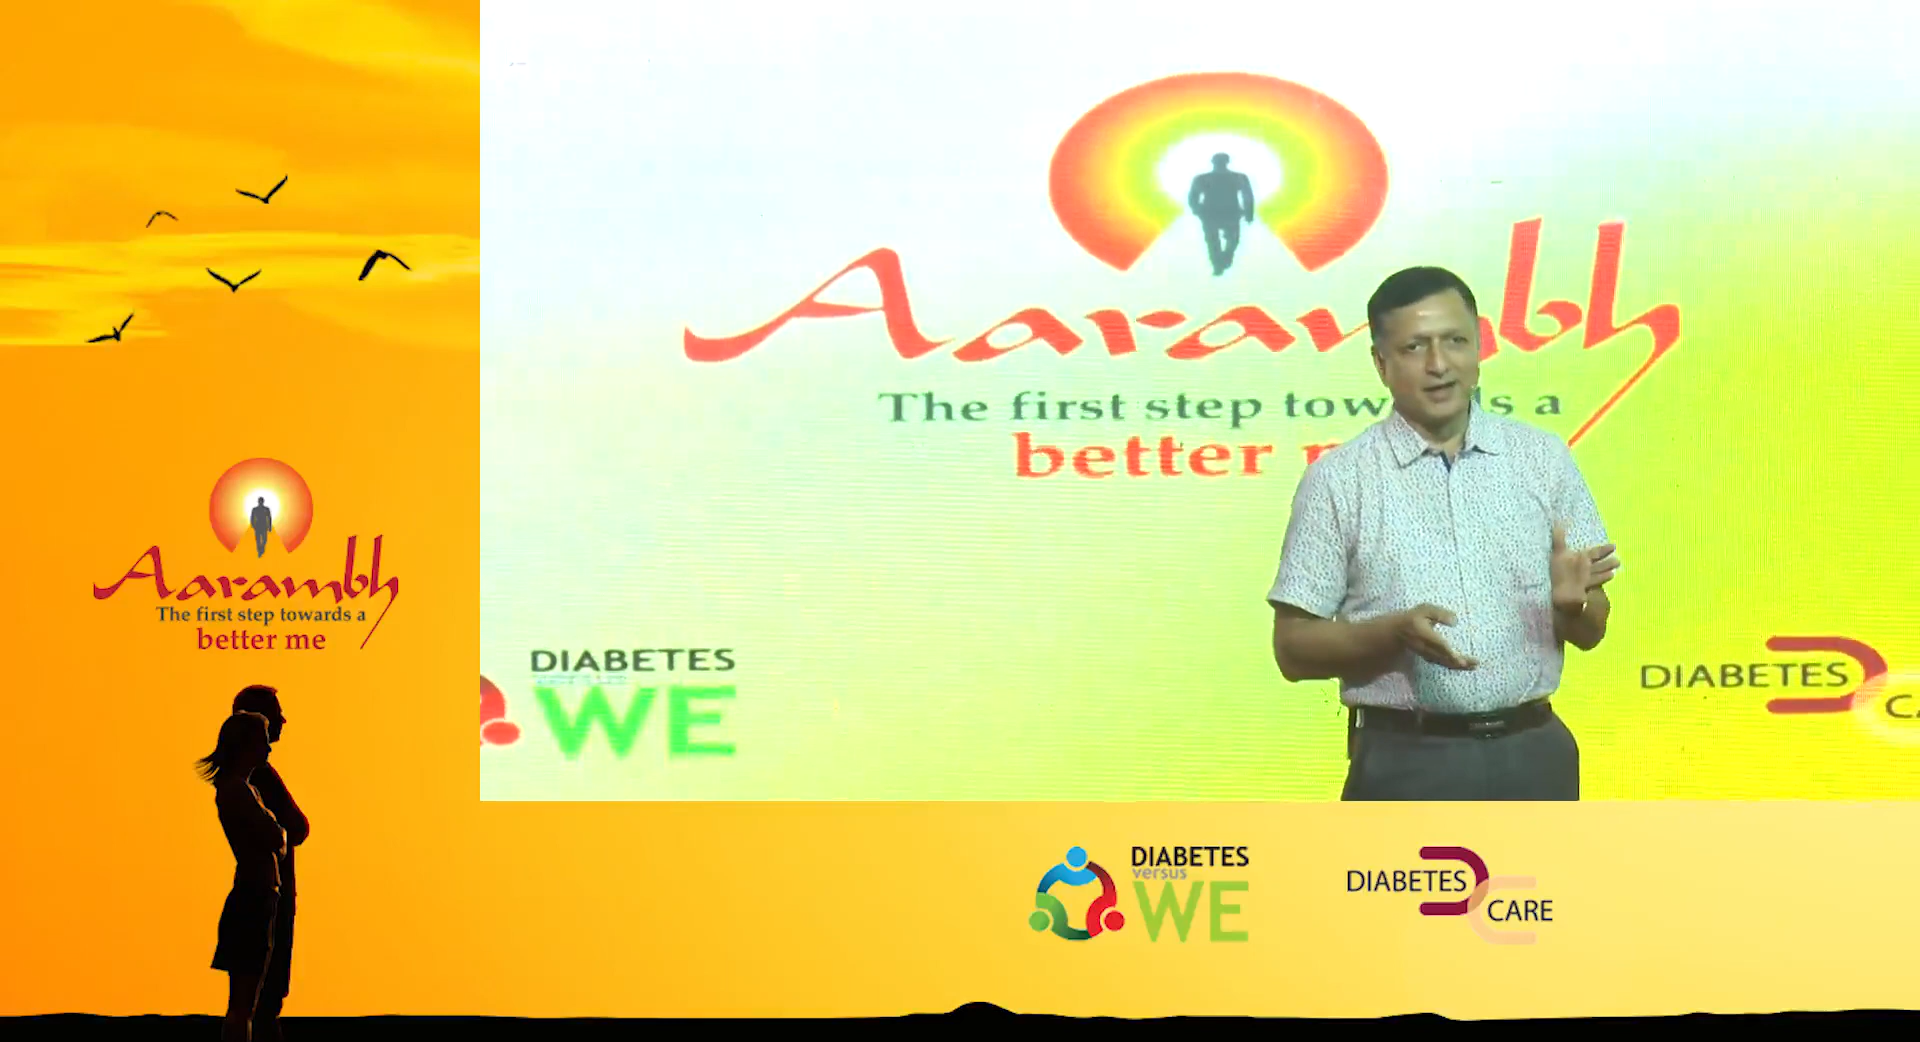 Aarambh
The first step towards a
better me
Aarambh
The first step tow s a
better
DIABETES
WE
DIABETES
DIABETES
versus
WE
DIABETES
CARE